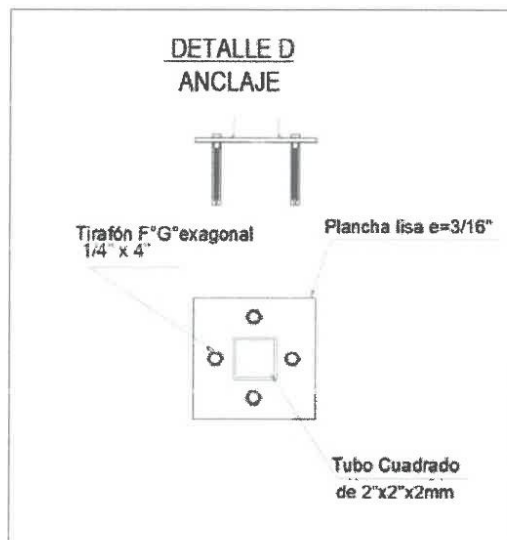 DETALLE D
ANCLAJE
Tirafón F°G°exagonal
1/4" x 4"
Plancha lisa e=3/16"
Tubo Cuadrado
de 2"x2"x2mm